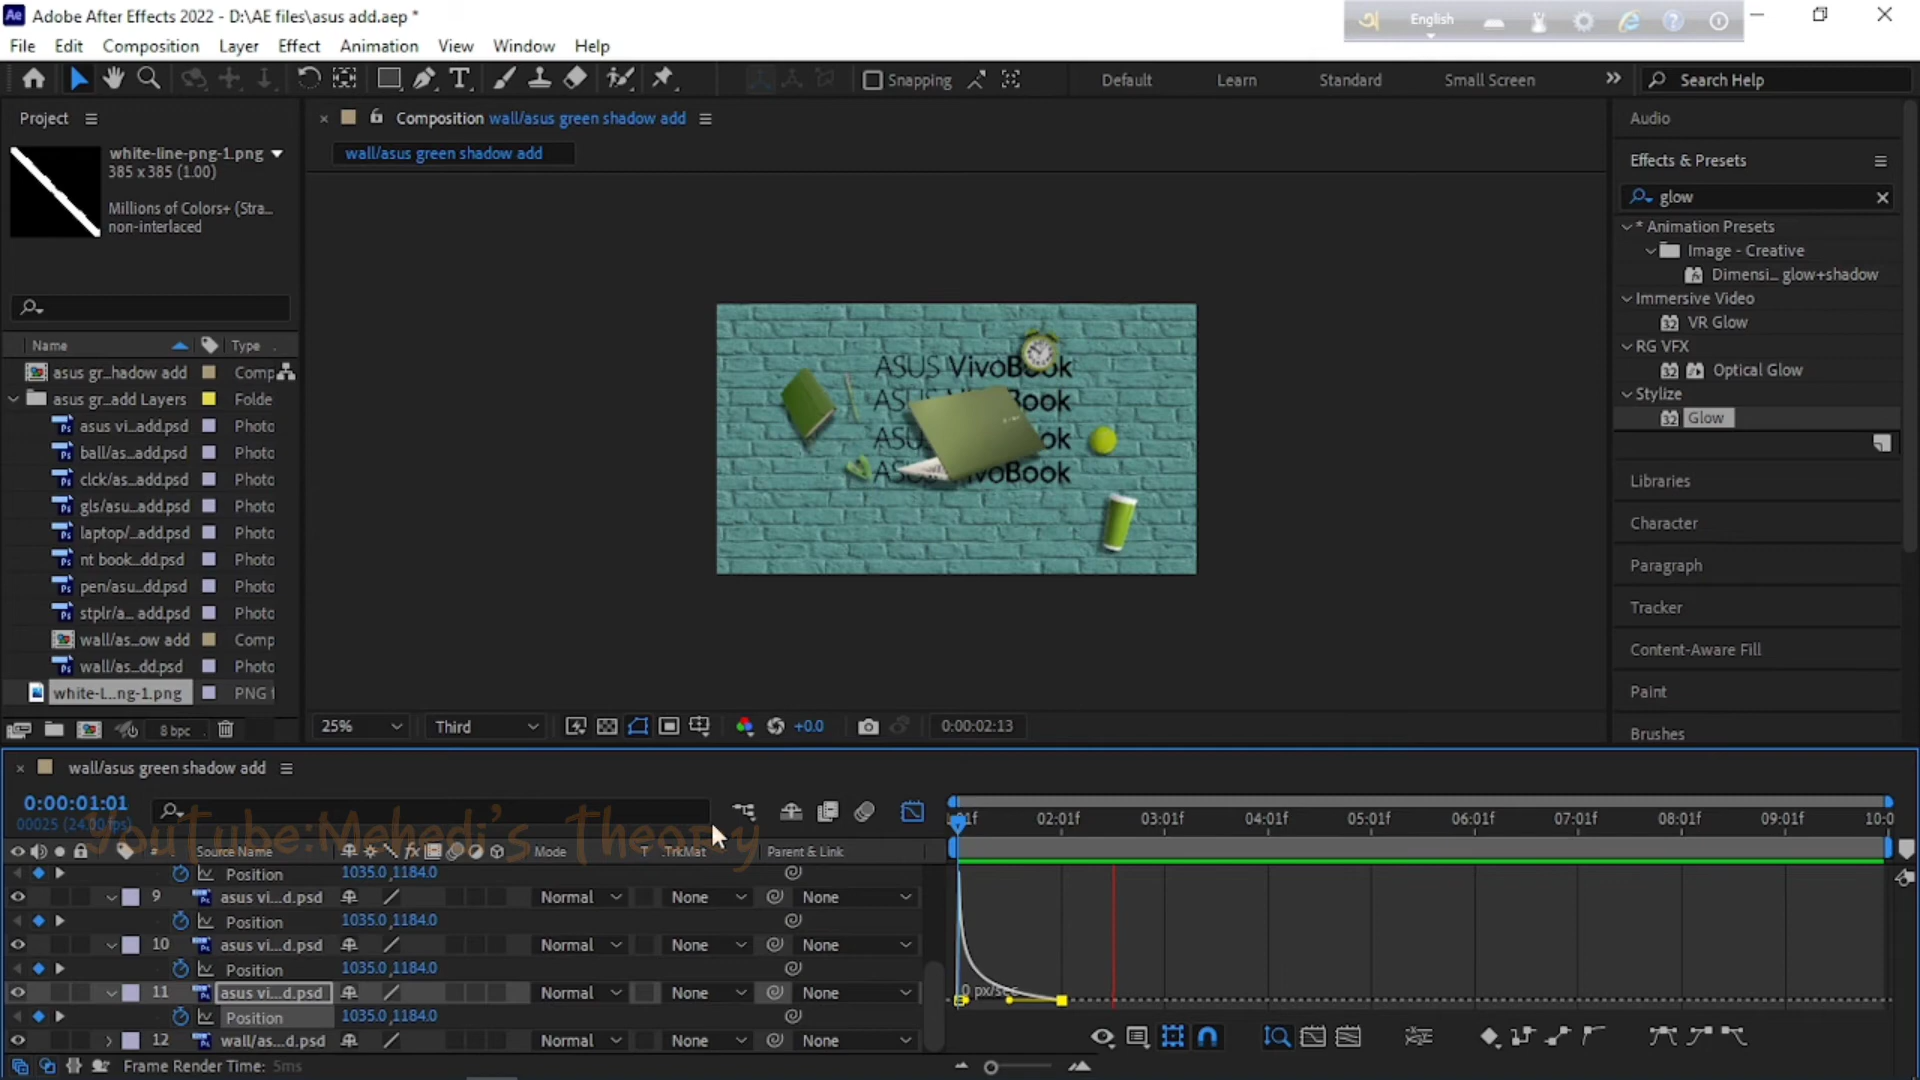 Adobe After Effects 2022 - D:\AE files\asus add.aep *
English
File Edit Composition Layer Effect Animation View Window Help
Snapping
Default Learn Standard Small Screen
Search Help
Project
white-line-png-1.png
385 x 385 (1.00)
Millions of Colors+ (Stra...
non-interlaced
Name Type
asus gr...hadow add Comp
asus gr...add Layers Folde
asus vi...add.psd Photo
ball/as...add.psd Photo
clck/as...add.psd Photo
gls/asu...add.psd Photo
laptop/...add.psd Photo
nt book...dd.psd Photo
pen/asu...dd.psd Photo
stplr/a... add.psd Photo
wall/as...ow add Comp
wall/as...dd.psd Photo
white-l...ng-1.png PNG f
8 bpc
Composition wall/asus green shadow add
wall/asus green shadow add
ASUS VivoBook
ASUS VivoBook
ASUS VivoBook
ASUS VivoBook
25% Third +0.0 0:00:02:13
Audio
Effects & Presets
glow
* Animation Presets
Image - Creative
Dimensi... glow+shadow
Immersive Video
VR Glow
RG VFX
Optical Glow
Stylize
Glow
Libraries
Character
Paragraph
Tracker
Content-Aware Fill
Paint
Brushes
wall/asus green shadow add
0:00:01:01
00025 (24.00 fps)
YouTube:Mehedi's Theory
# Source Name Mode T .TrkMat Parent & Link
Position 1035.0,1184.0
9 asus vi...d.psd Normal None None
Position 1035.0,1184.0
10 asus vi...d.psd Normal None None
Position 1035.0,1184.0
11 asus vi...d.psd Normal None None
Position 1035.0,1184.0
12 wall/as...d.psd Normal None None
Frame Render Time: 5ms
02:01f 03:01f 04:01f 05:01f 06:01f 07:01f 08:01f 09:01f 10:0
0 px/sec